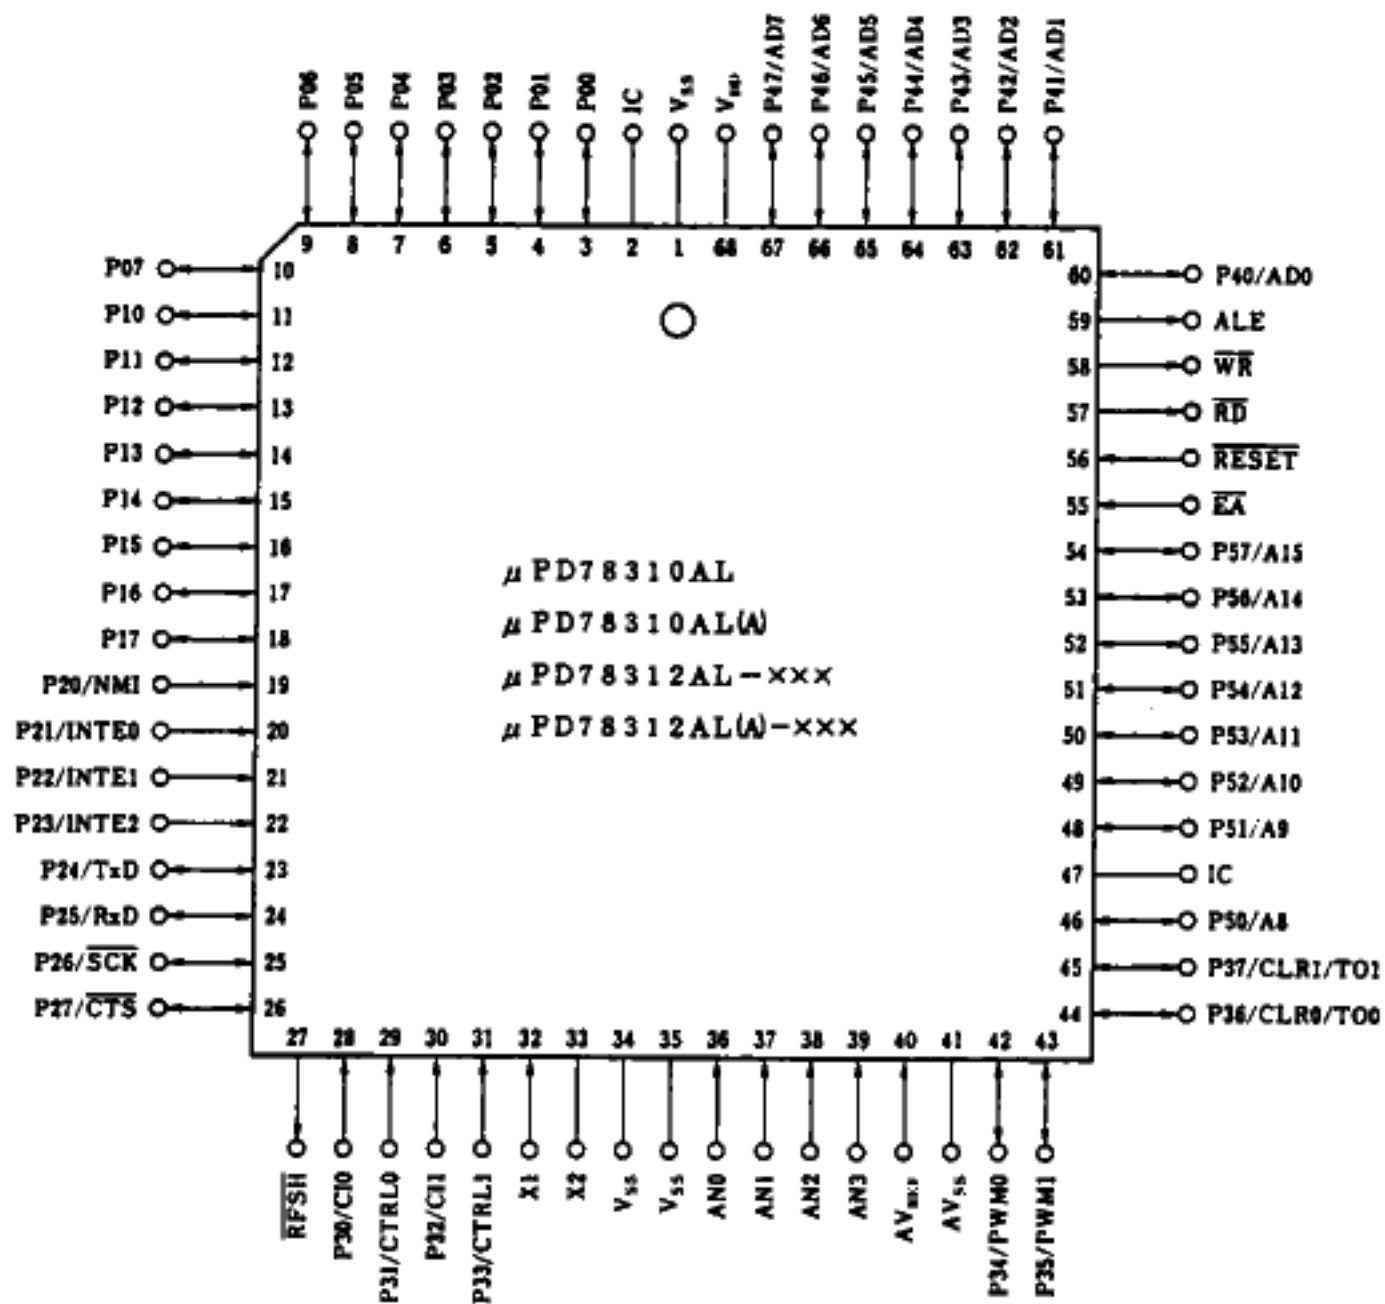 P06 P05 P04 P03 P02 P01 P00 IC VSS VDD P47/AD7 P46/AD6 P45/AD5 P44/AD4 P43/AD3 P42/AD2 P41/AD1
9 8 7 6 5 4 3 2 1 68 67 66 65 64 63 62 61
P07 10 60 P40/AD0
P10 11 59 ALE
P11 12 58 W̅R̅
P12 13 57 R̅D̅
P13 14 56 R̅E̅S̅E̅T̅
P14 15 55 E̅A̅
P15 16 54 P57/A15
P16 17 53 P56/A14
P17 18 52 P55/A13
P20/NMI 19 51 P54/A12
P21/INTE0 20 50 P53/A11
P22/INTE1 21 49 P52/A10
P23/INTE2 22 48 P51/A9
P24/TxD 23 47 IC
P25/RxD 24 46 P50/A8
P26/S̅C̅K̅ 25 45 P37/CLR1/TO1
P27/C̅T̅S̅ 26 44 P36/CLR0/TO0
μPD78310AL
μPD78310AL(A)
μPD78312AL-×××
μPD78312AL(A)-×××
27 28 29 30 31 32 33 34 35 36 37 38 39 40 41 42 43
R̅F̅S̅H̅ P30/CI0 P31/CTRL0 P32/CI1 P33/CTRL1 X1 X2 VSS VSS AN0 AN1 AN2 AN3 AVREF AVSS P34/PWM0 P35/PWM1